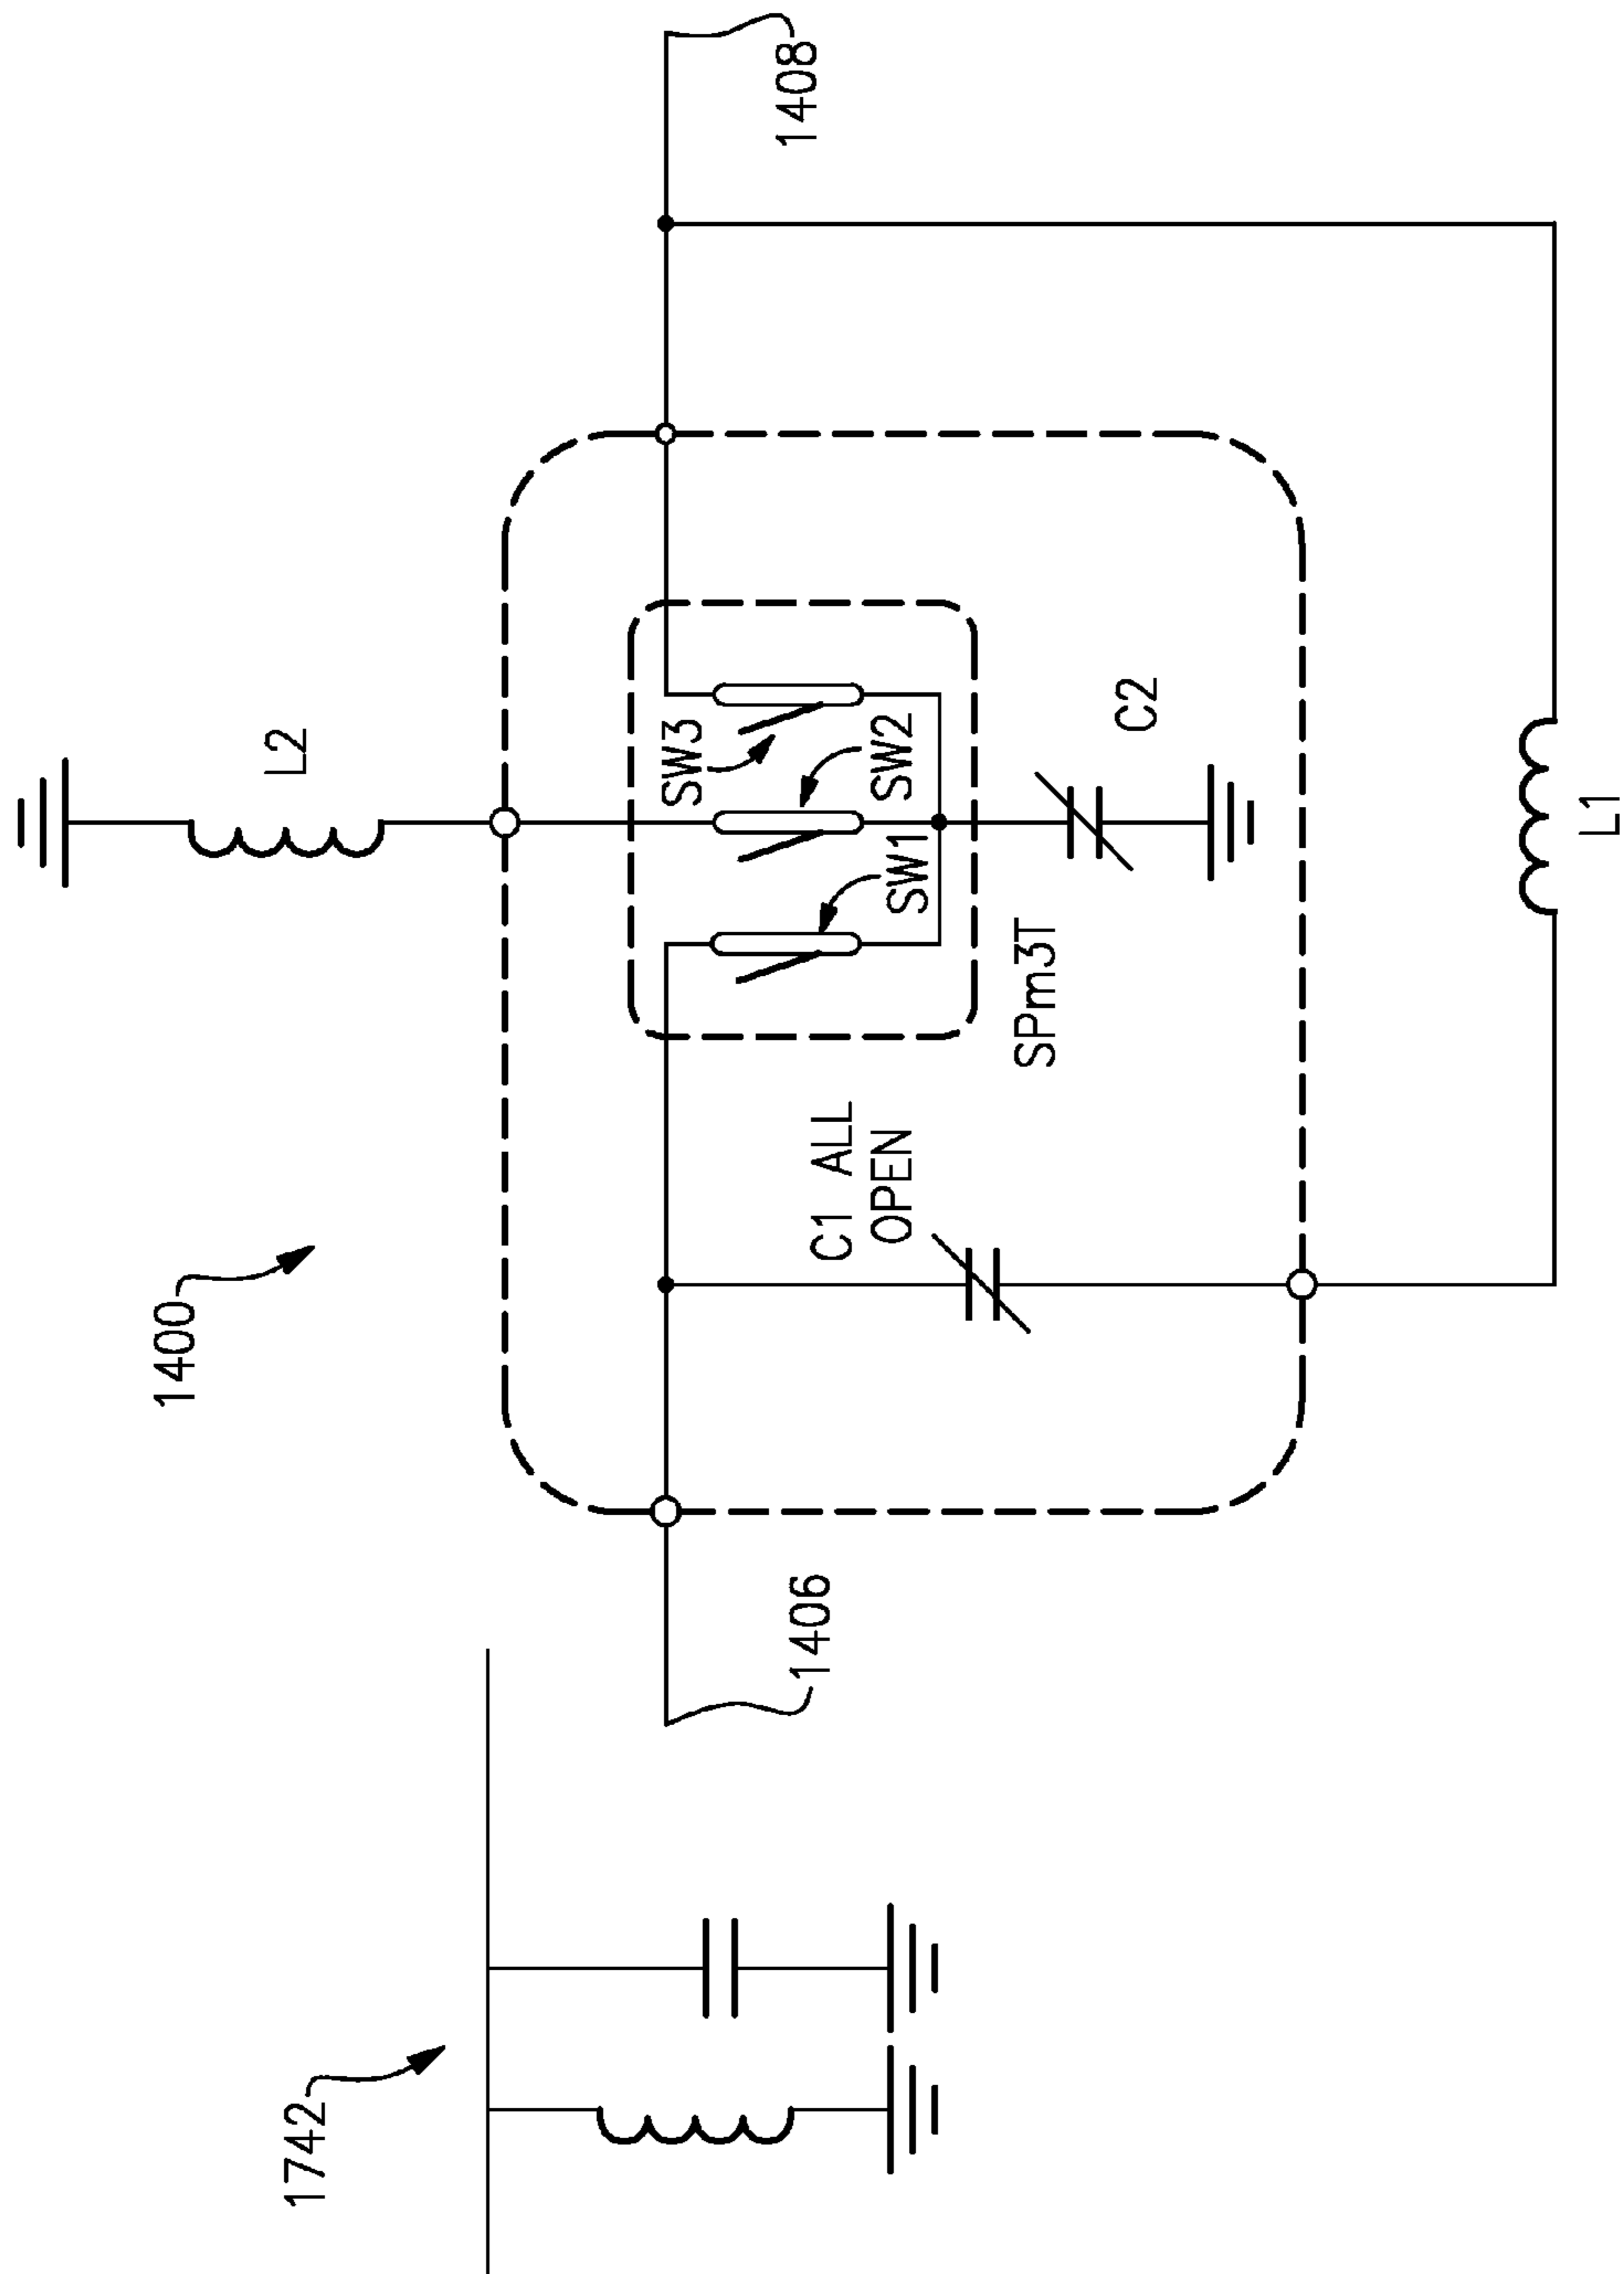 1742
1400
1406
C1 ALL
OPEN
SPm3T
SW1
SW2
SW3
L2
C2
L1
1408